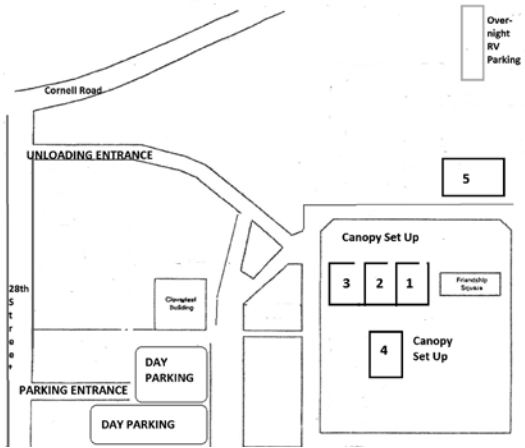 Over-
night
RV
Parking
Cornell Road
UNLOADING ENTRANCE
5
Canopy Set Up
3
2
1
Friendship
Square
28th
S
t
r
e
e
t
Cloverleaf
Building
4
Canopy
Set Up
DAY
PARKING
PARKING ENTRANCE
DAY PARKING